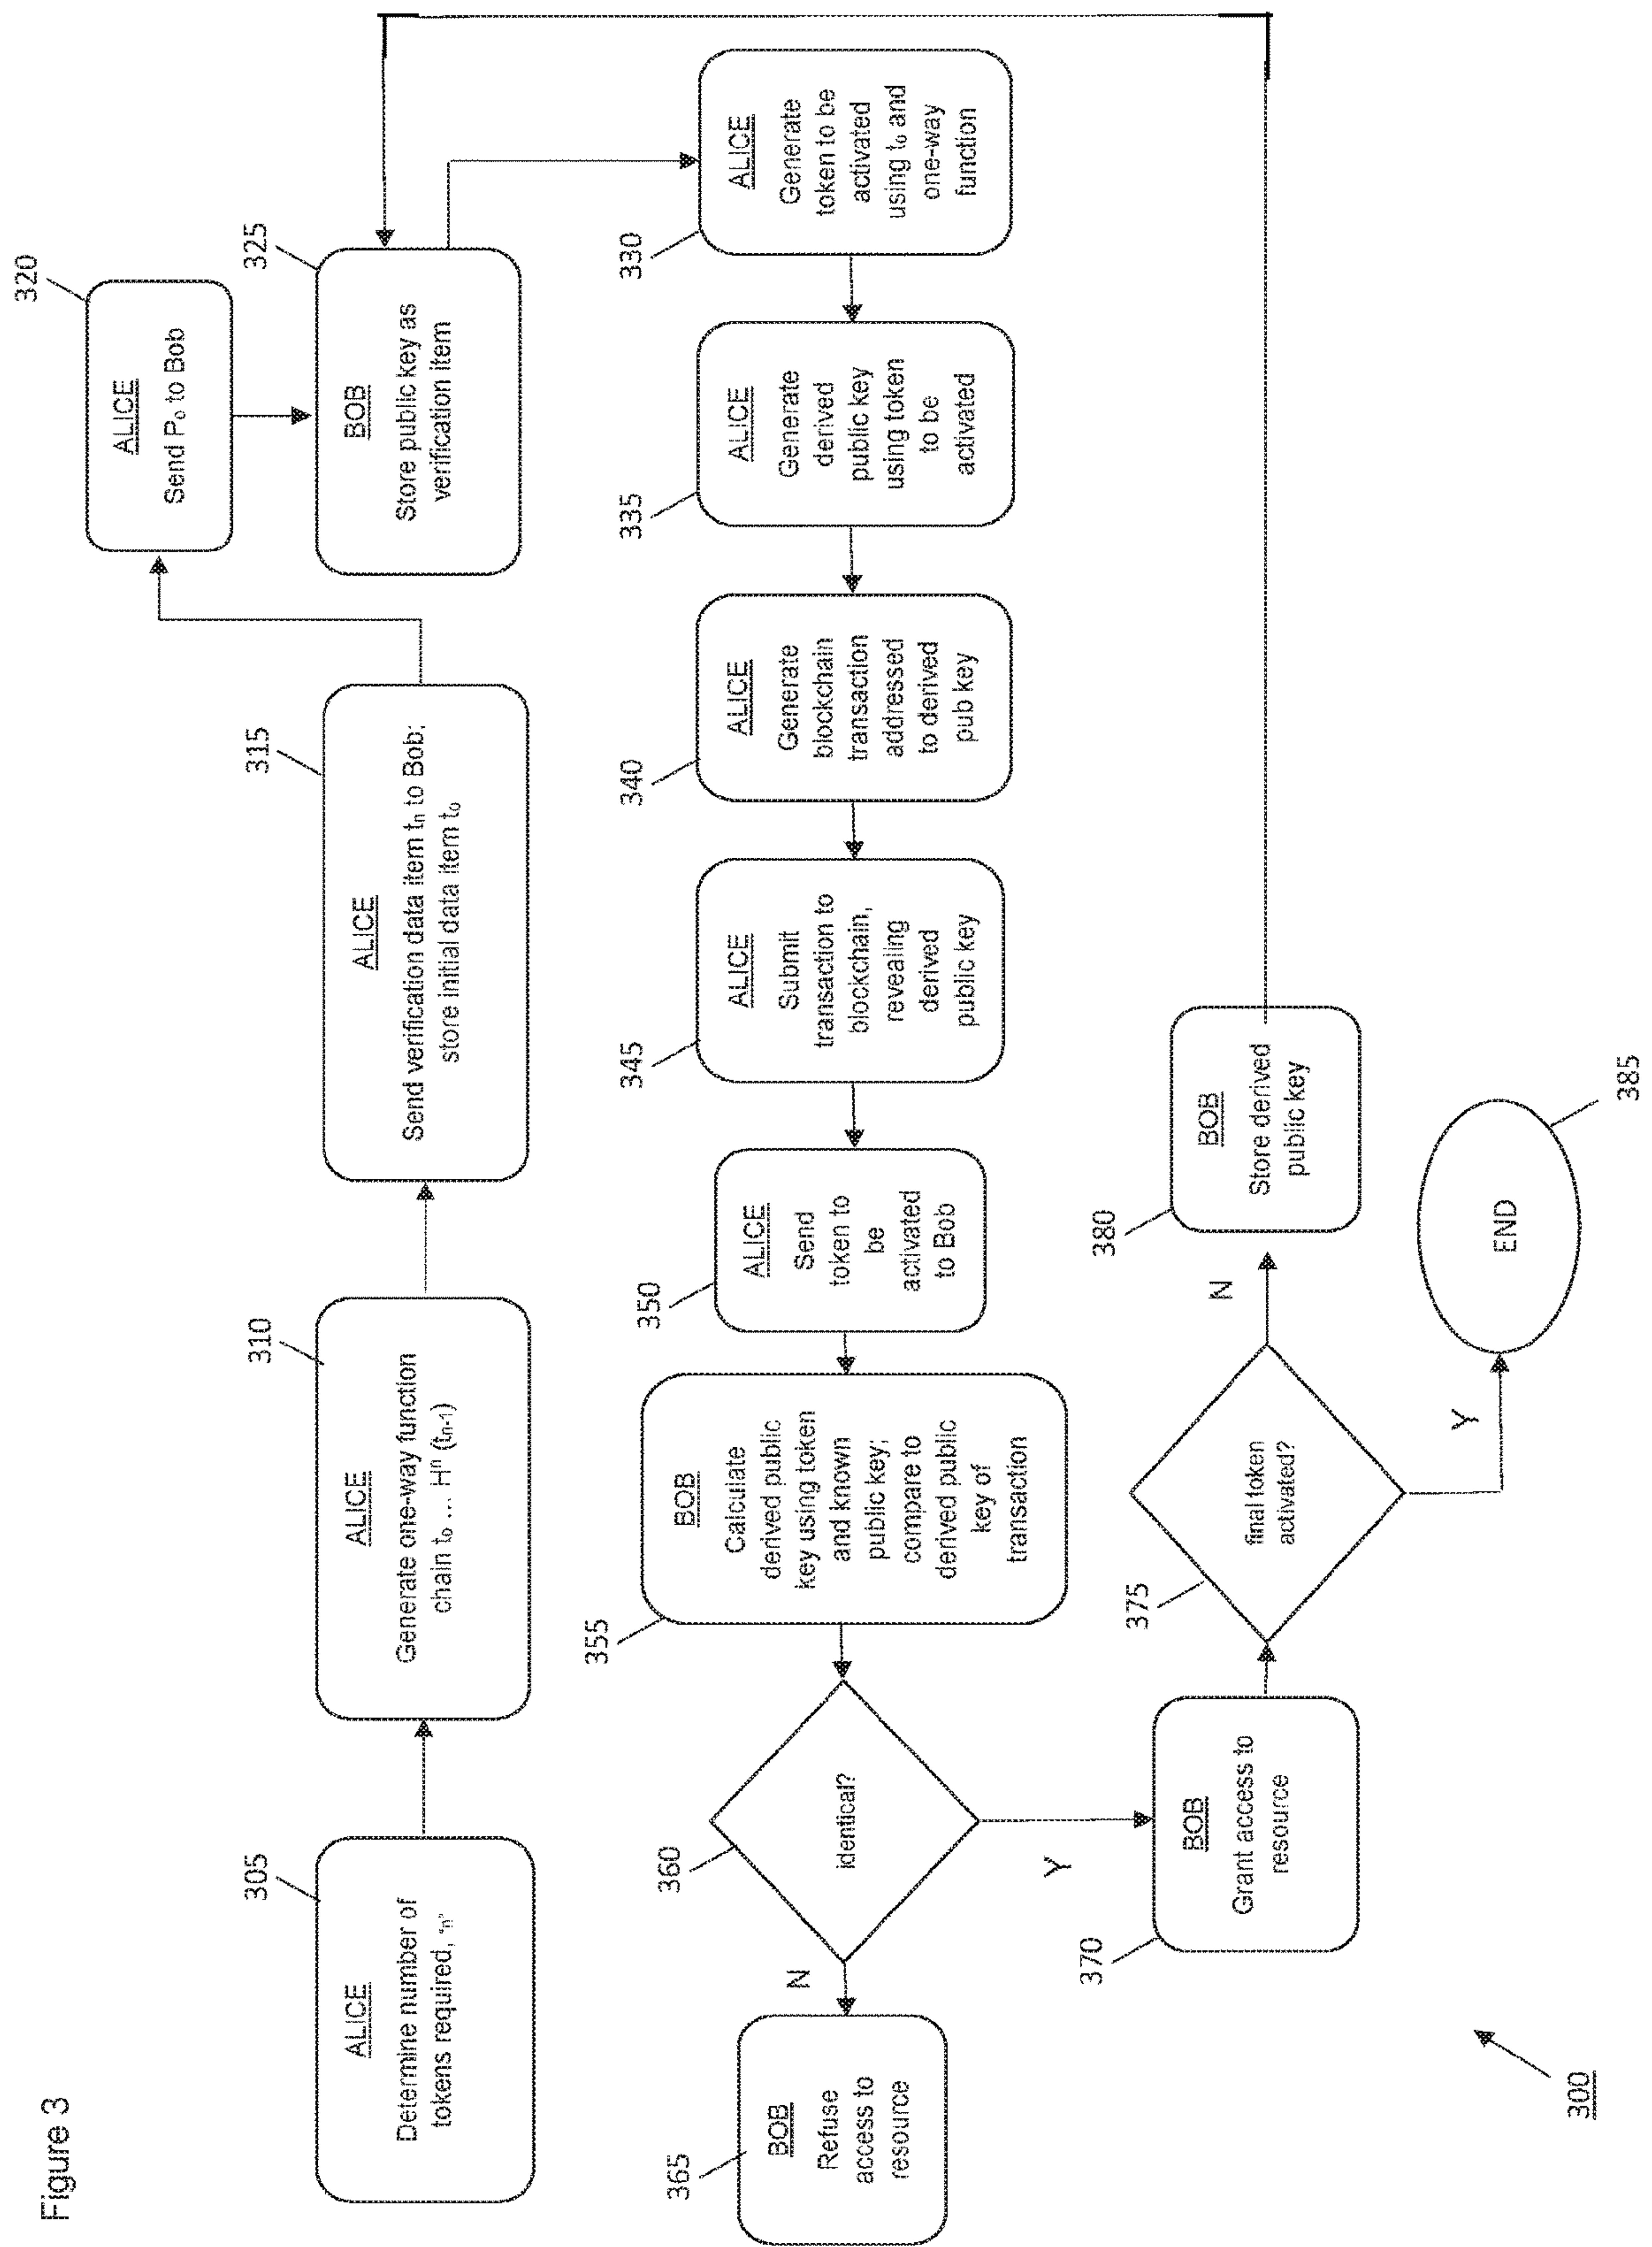 Figure 3
305
ALICE
Determine number of
tokens required, "n"
310
ALICE
Generate one-way function
chain t₀ ... Hⁿ (tₙ₋₁)
315
ALICE
Send verification data item tₙ to Bob;
store initial data item t₀
320
ALICE
Send P₀ to Bob
325
BOB
Store public key as
verification item
330
ALICE
Generate
token to be
activated
using t₀ and
one-way
function
335
ALICE
Generate
derived
public key
using token
to be
activated
340
ALICE
Generate
blockchain
transaction
addressed
to derived
pub key
345
ALICE
Submit
transaction to
blockchain,
revealing
derived
public key
350
ALICE
Send
token to
be
activated
to Bob
355
BOB
Calculate
derived public
key using token
and known
public key;
compare to
derived public
key of
transaction
360
identical?
N
Y
365
BOB
Refuse
access to
resource
370
BOB
Grant access to
resource
375
final token
activated?
N
Y
380
BOB
Store derived
public key
385
END
300